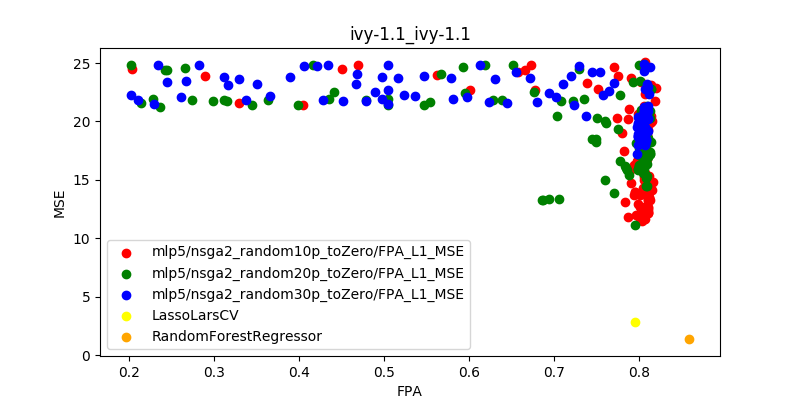 ivy-1.1_ivy-1.1
25
20
15
10
5
0
MSE
mlp5/nsga2_random10p_toZero/FPA_L1_MSE
mlp5/nsga2_random20p_toZero/FPA_L1_MSE
mlp5/nsga2_random30p_toZero/FPA_L1_MSE
LassoLarsCV
RandomForestRegressor
0.2 0.3 0.4 0.5 0.6 0.7 0.8
FPA